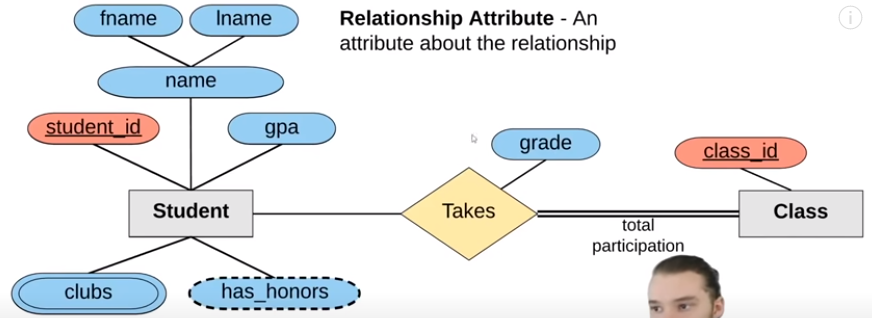 fname
lname
Relationship Attribute - An
attribute about the relationship
name
student_id
gpa
grade
class_id
Student
Takes
Class
total
participation
clubs
has_honors